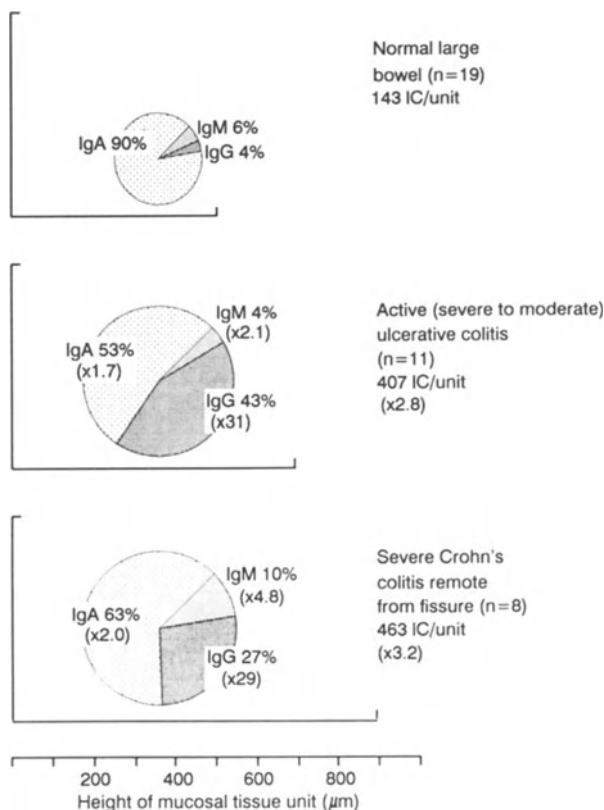 Normal large
bowel (n=19)
143 IC/unit
IgA 90%
IgM 6%
IgG 4%
Active (severe to moderate)
ulcerative colitis
(n=11)
407 IC/unit
(x2.8)
IgM 4%
(x2.1)
IgA 53%
(x1.7)
IgG 43%
(x31)
Severe Crohn's
colitis remote
from fissure (n=8)
463 IC/unit
(x3.2)
IgM 10%
(x4.8)
IgA 63%
(x2.0)
IgG 27%
(x29)
200 400 600 800
Height of mucosal tissue unit (μm)